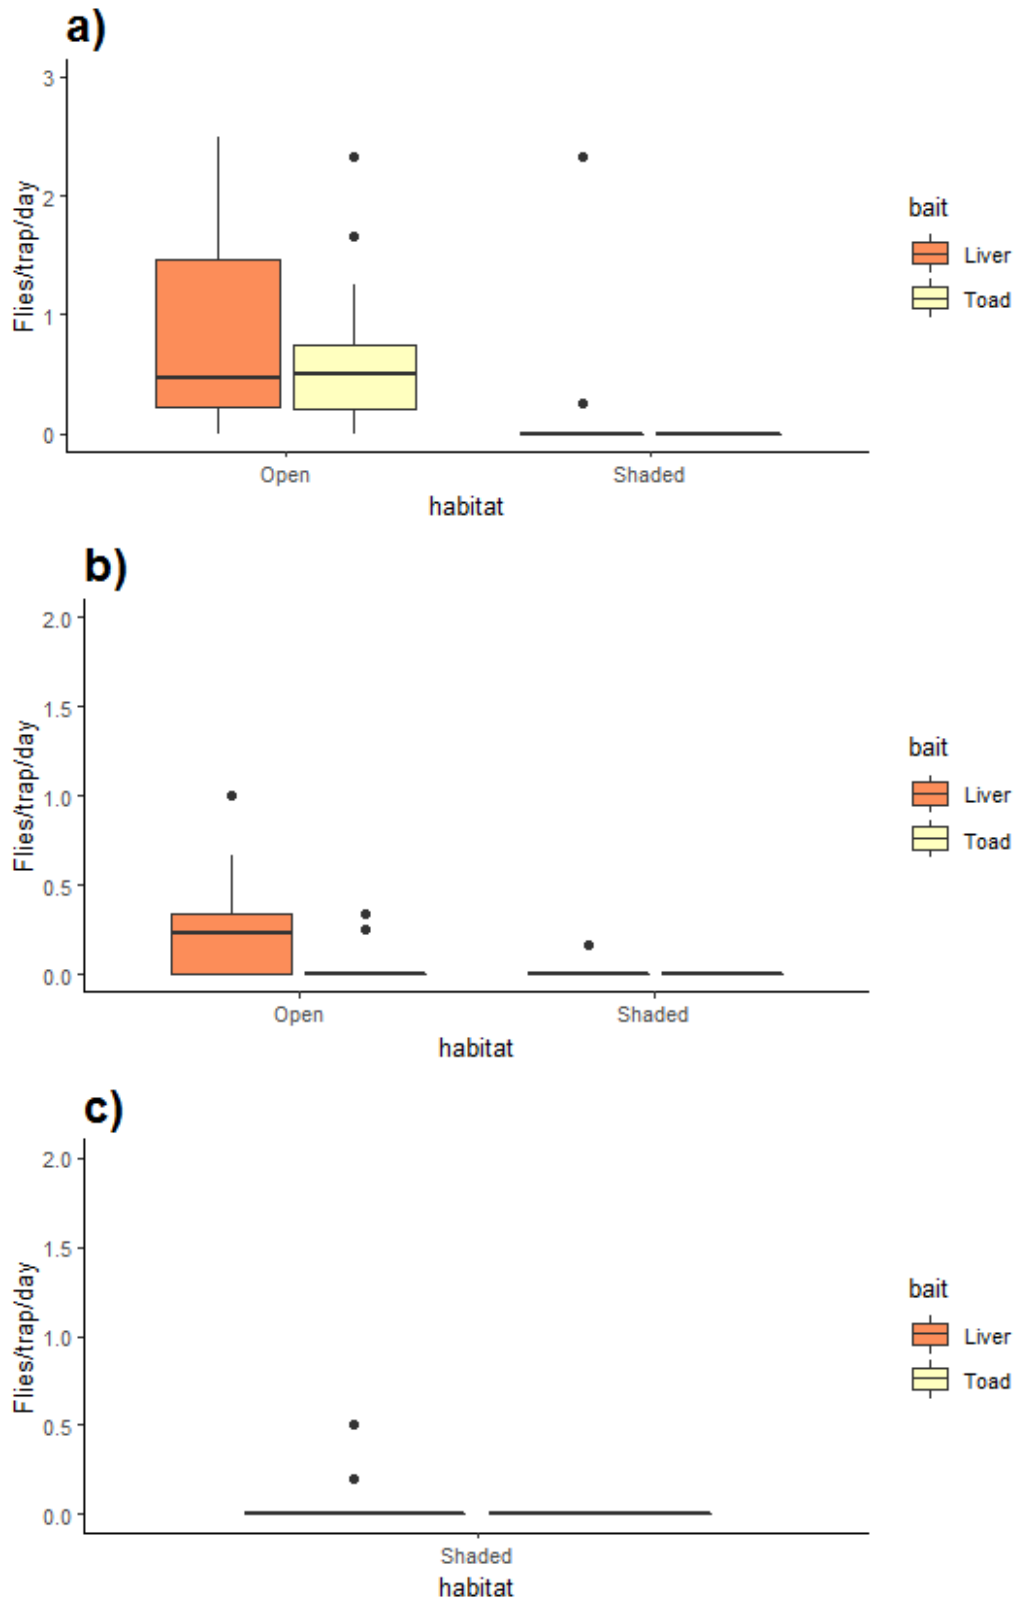 a)
3
2
1
0
Flies/trap/day
Open
Shaded
habitat
bait
Liver
Toad
b)
2.0
1.5
1.0
0.5
0.0
Flies/trap/day
Open
Shaded
habitat
bait
Liver
Toad
c)
2.0
1.5
1.0
0.5
0.0
Flies/trap/day
Shaded
habitat
bait
Liver
Toad